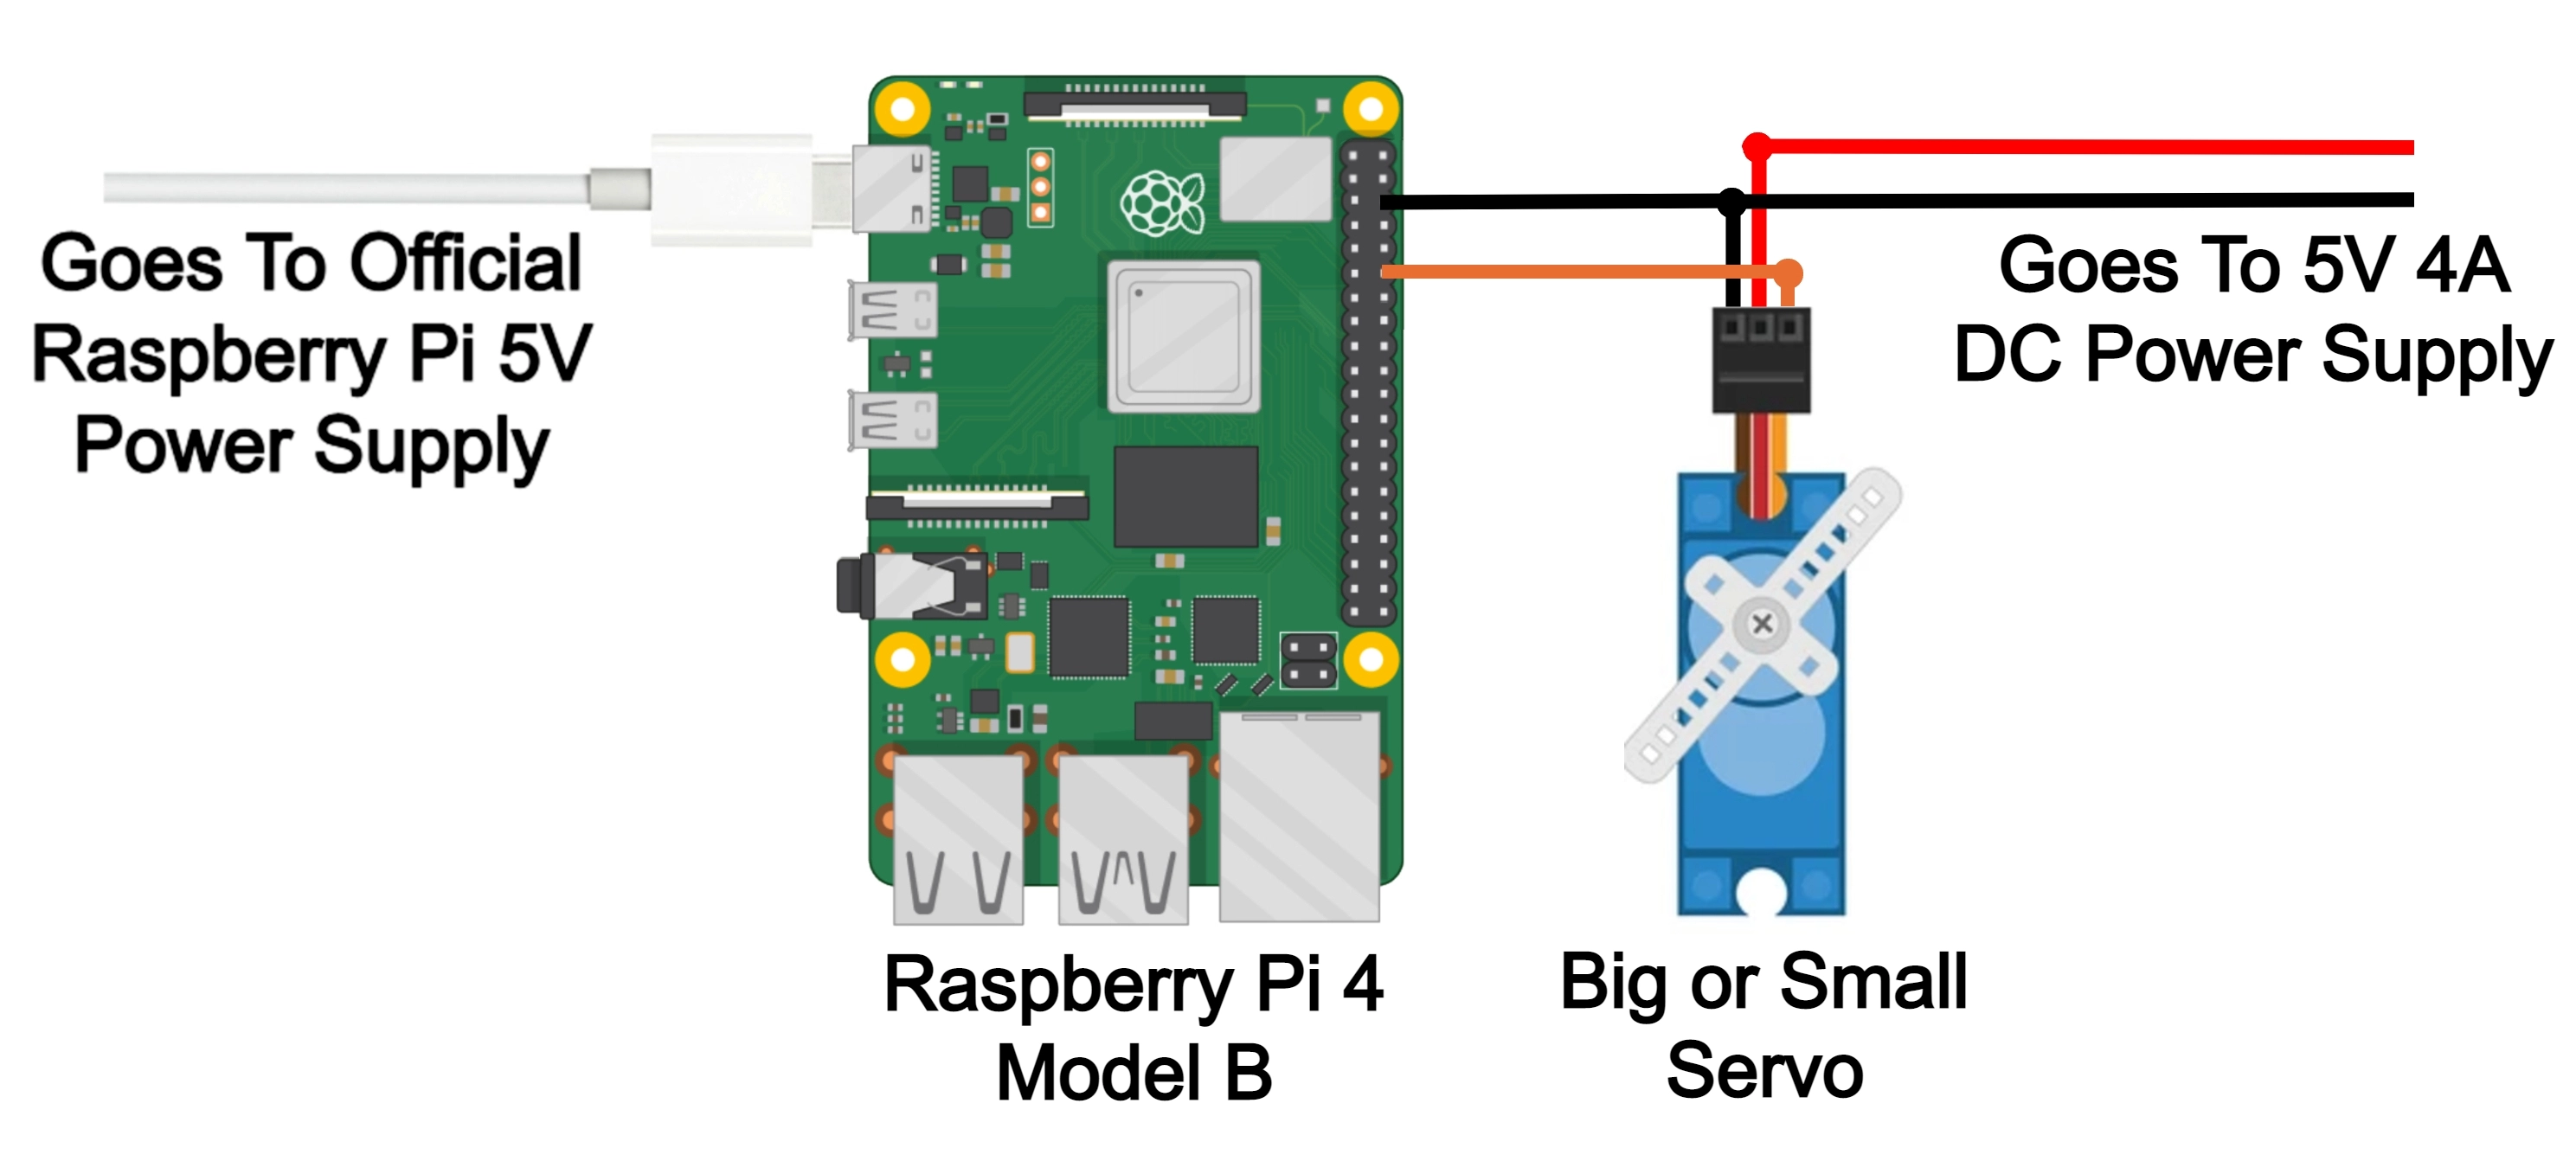 Goes To Official
Raspberry Pi 5V
Power Supply
Goes To 5V 4A
DC Power Supply
Raspberry Pi 4
Model B
Big or Small
Servo